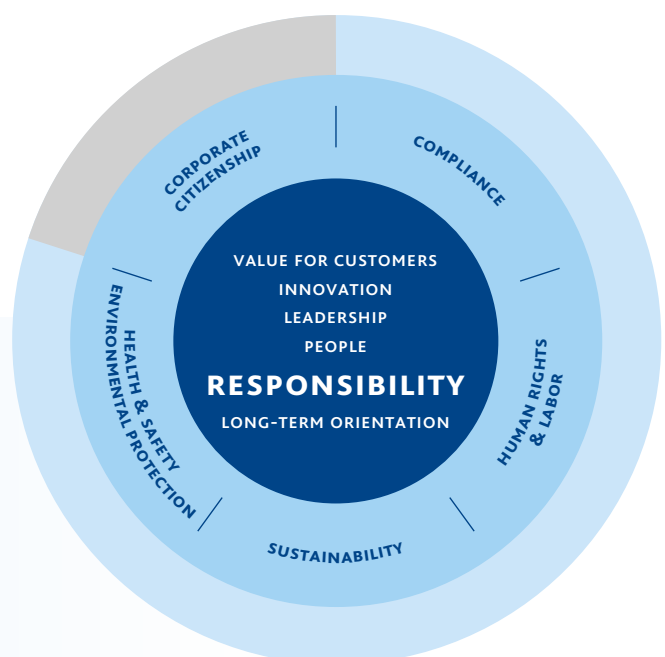 CORPORATE
CITIZENSHIP
COMPLIANCE
VALUE FOR CUSTOMERS
INNOVATION
LEADERSHIP
PEOPLE
RESPONSIBILITY
LONG-TERM ORIENTATION
HEALTH & SAFETY
ENVIRONMENTAL PROTECTION
HUMAN RIGHTS
& LABOR
SUSTAINABILITY